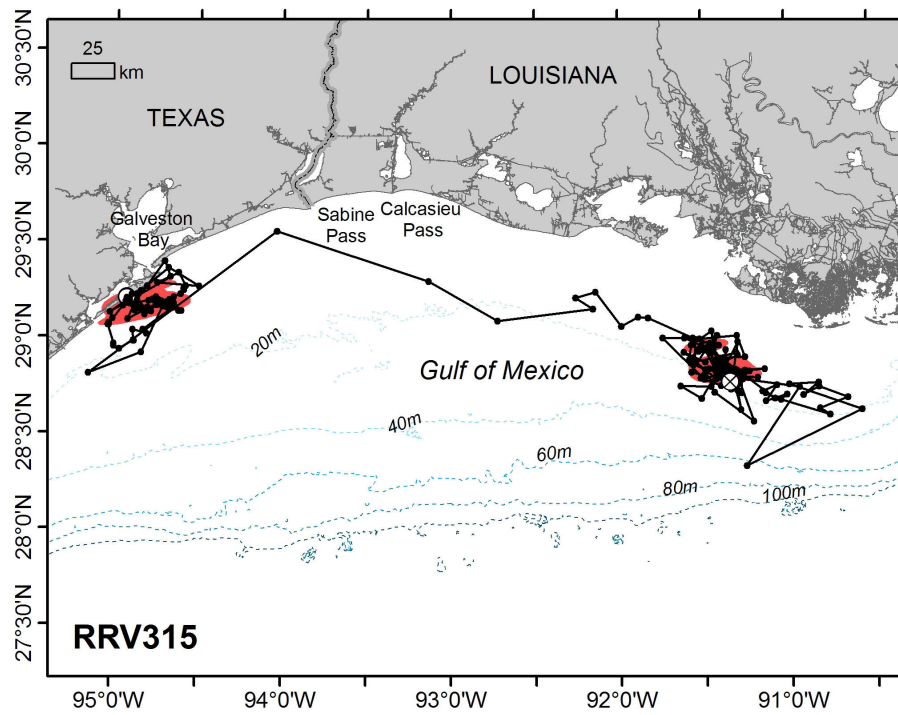 30°30'N
30°0'N
29°30'N
29°0'N
28°30'N
28°0'N
27°30'N
25
km
TEXAS
LOUISIANA
Galveston
Bay
Sabine
Pass
Calcasieu
Pass
20m
Gulf of Mexico
40m
60m
80m
100m
RRV315
95°0'W
94°0'W
93°0'W
92°0'W
91°0'W